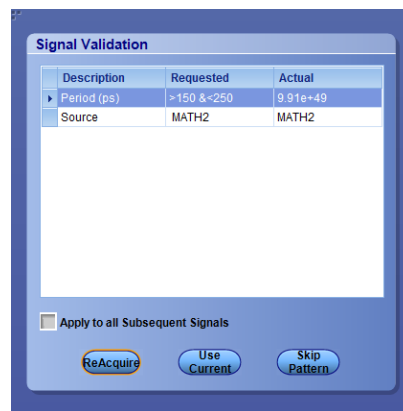 Signal Validation
Description Requested Actual
Period (ps) >150 &<250 9.91e+49
Source MATH2 MATH2
Apply to all Subsequent Signals
ReAcquire Use Current Skip Pattern